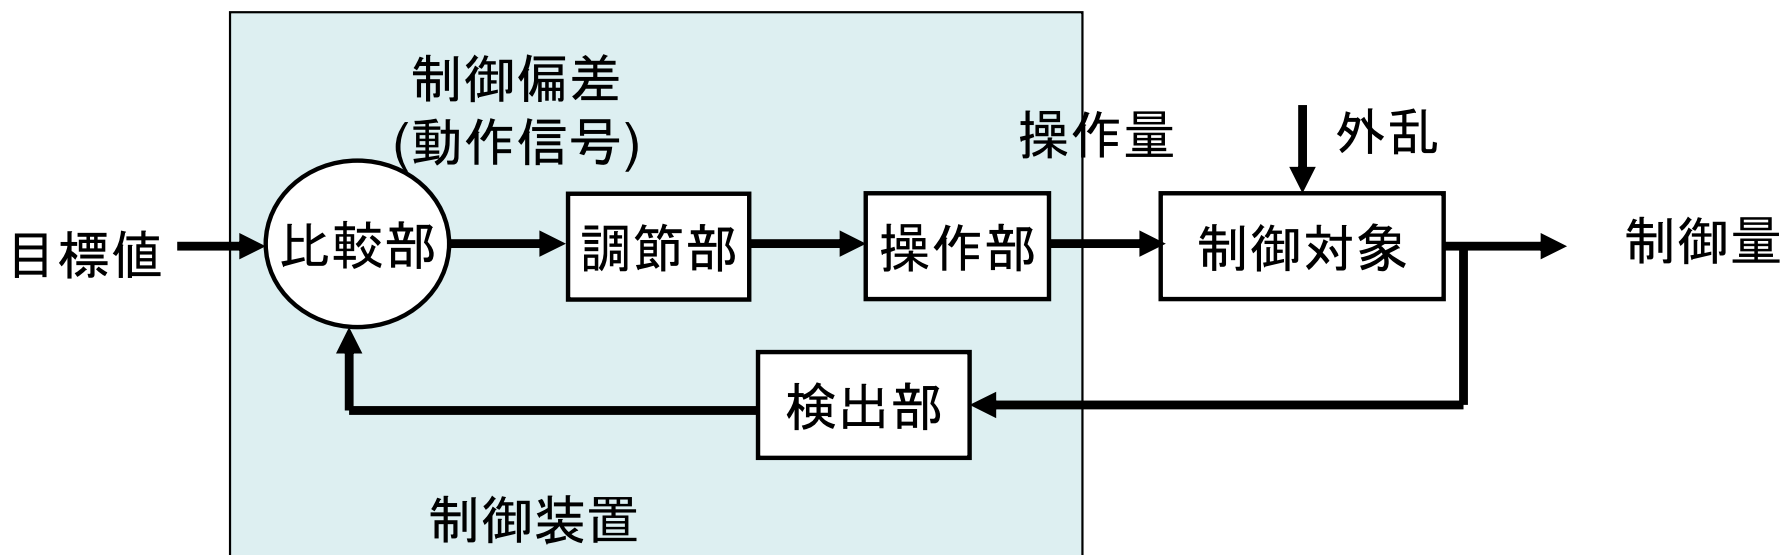 制御偏差
(動作信号)
操作量
外乱
目標値
比較部
調節部
操作部
制御対象
制御量
検出部
制御装置